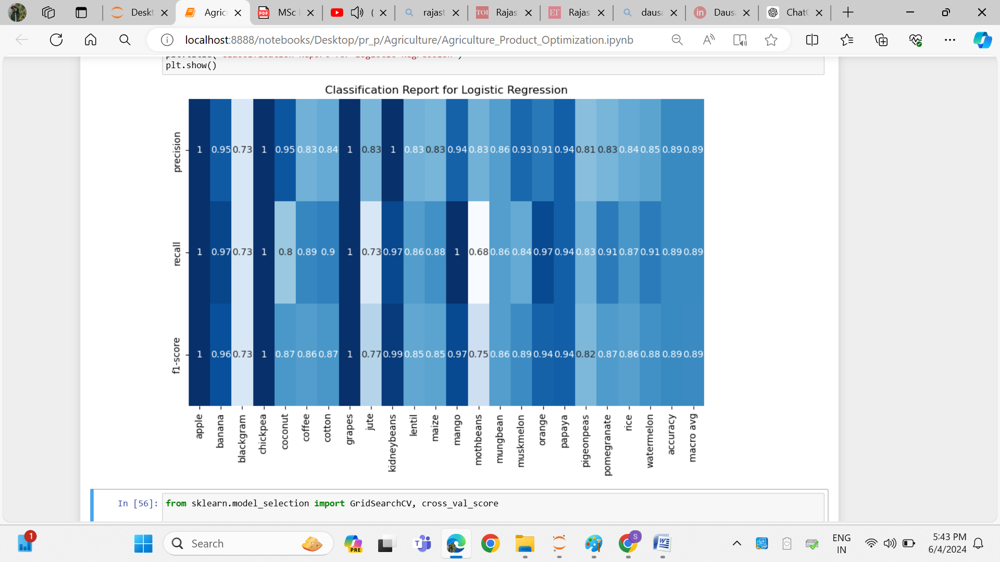 Deskt
Agric
MSc
(
rajast
TOI Rajas
ET Rajas
dausa
in Dausa
ChatG
localhost:8888/notebooks/Desktop/pr_p/Agriculture/Agriculture_Product_Optimization.ipynb
plt.show()
Classification Report for Logistic Regression
precision 1 0.95 0.73 1 0.95 0.83 0.84 1 0.83 1 0.83 0.83 0.94 0.83 0.86 0.93 0.91 0.94 0.81 0.83 0.84 0.85 0.89 0.89
recall 1 0.97 0.73 1 0.8 0.89 0.9 1 0.73 0.97 0.86 0.88 1 0.68 0.86 0.84 0.97 0.94 0.83 0.91 0.87 0.91 0.89 0.89
f1-score 1 0.96 0.73 1 0.87 0.86 0.87 1 0.77 0.99 0.85 0.85 0.97 0.75 0.86 0.89 0.94 0.94 0.82 0.87 0.86 0.88 0.89 0.89
apple banana blackgram chickpea coconut coffee cotton grapes jute kidneybeans lentil maize mango mothbeans mungbean muskmelon orange papaya pigeonpeas pomegranate rice watermelon accuracy macro avg
In [56]: from sklearn.model_selection import GridSearchCV, cross_val_score
1
Search
PRE
T
S
ENG
IN
5:43 PM
6/4/2024